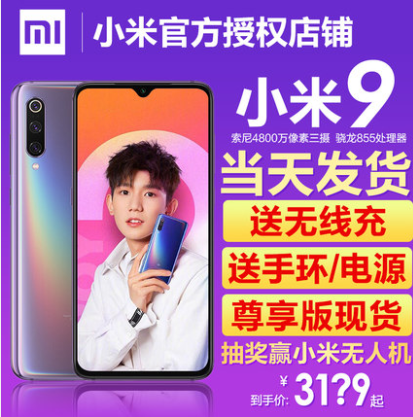 mi 小米官方授权店铺
小米9
索尼4800万像素三摄 骁龙855处理器
当天发货
送无线充
送手环/电源
尊享版现货
抽奖赢小米无人机
到手价: ¥31?9起